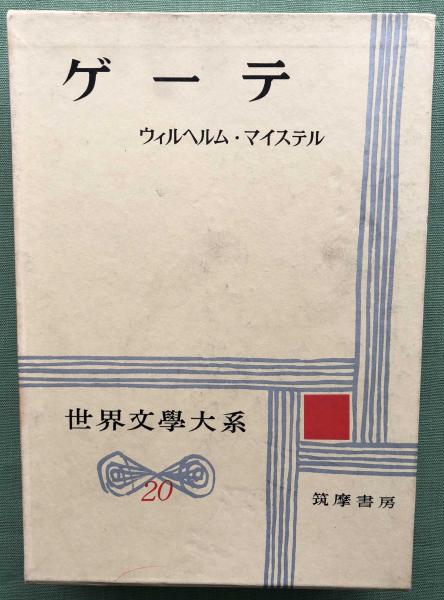 ゲーテ
ウィルヘルム・マイステル
世界文學大系
20
筑摩書房